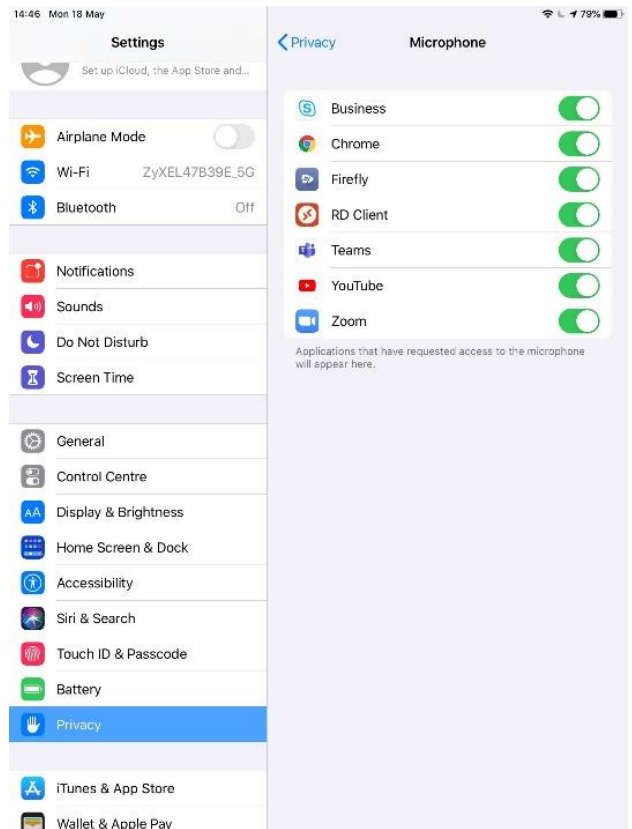 14:46 Mon 18 May
79%
Settings
Set up iCloud, the App Store and...
Airplane Mode
Wi-Fi ZyXEL47B39E_5G
Bluetooth Off
Notifications
Sounds
Do Not Disturb
Screen Time
General
Control Centre
AA Display & Brightness
Home Screen & Dock
Accessibility
Siri & Search
Touch ID & Passcode
Battery
Privacy
iTunes & App Store
Wallet & Apple Pay
Privacy Microphone
Business
Chrome
Firefly
RD Client
Teams
YouTube
Zoom
Applications that have requested access to the microphone
will appear here.